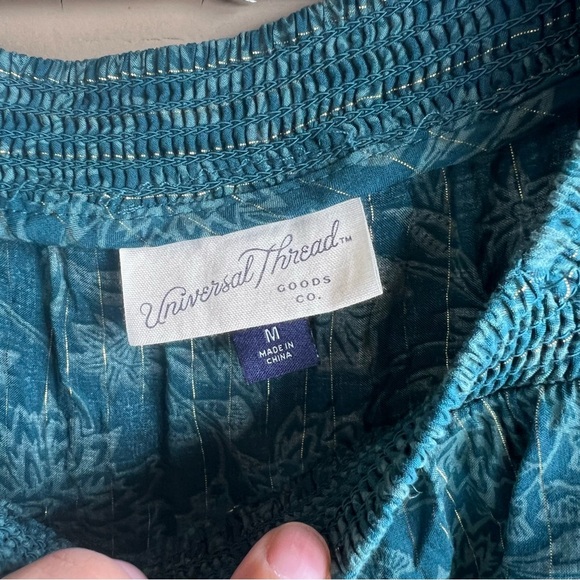 Universal Thread™
GOODS
CO.
M
MADE IN
CHINA